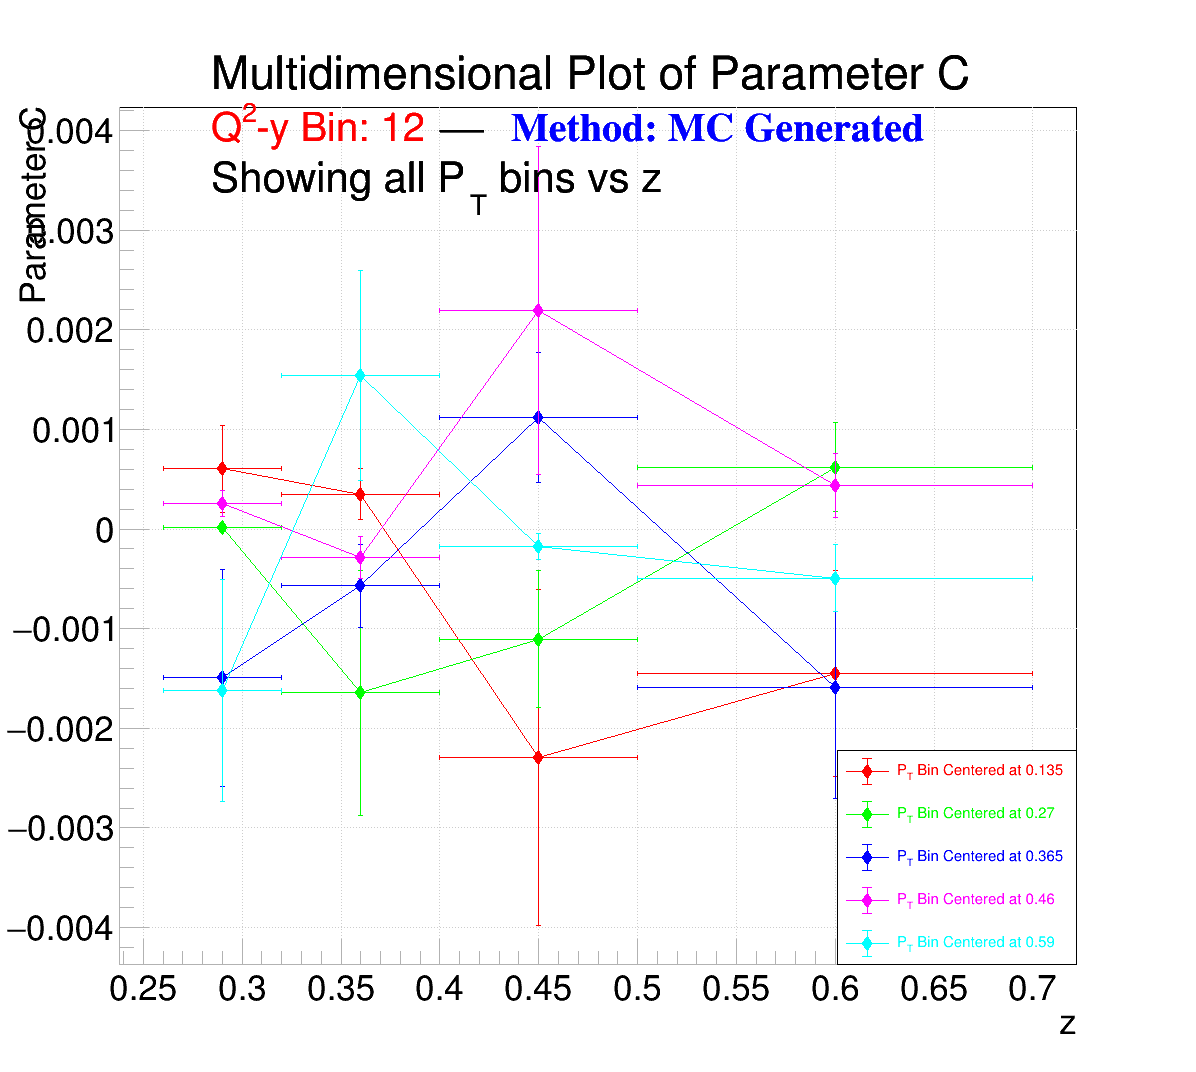 Multidimensional Plot of Parameter C
Q2-y Bin: 12 — Method: MC Generated
Showing all PT bins vs z
Parameter C
0.004
0.003
0.002
0.001
0
−0.001
−0.002
−0.003
−0.004
0.25 0.3 0.35 0.4 0.45 0.5 0.55 0.6 0.65 0.7
z
PT Bin Centered at 0.135
PT Bin Centered at 0.27
PT Bin Centered at 0.365
PT Bin Centered at 0.46
PT Bin Centered at 0.59